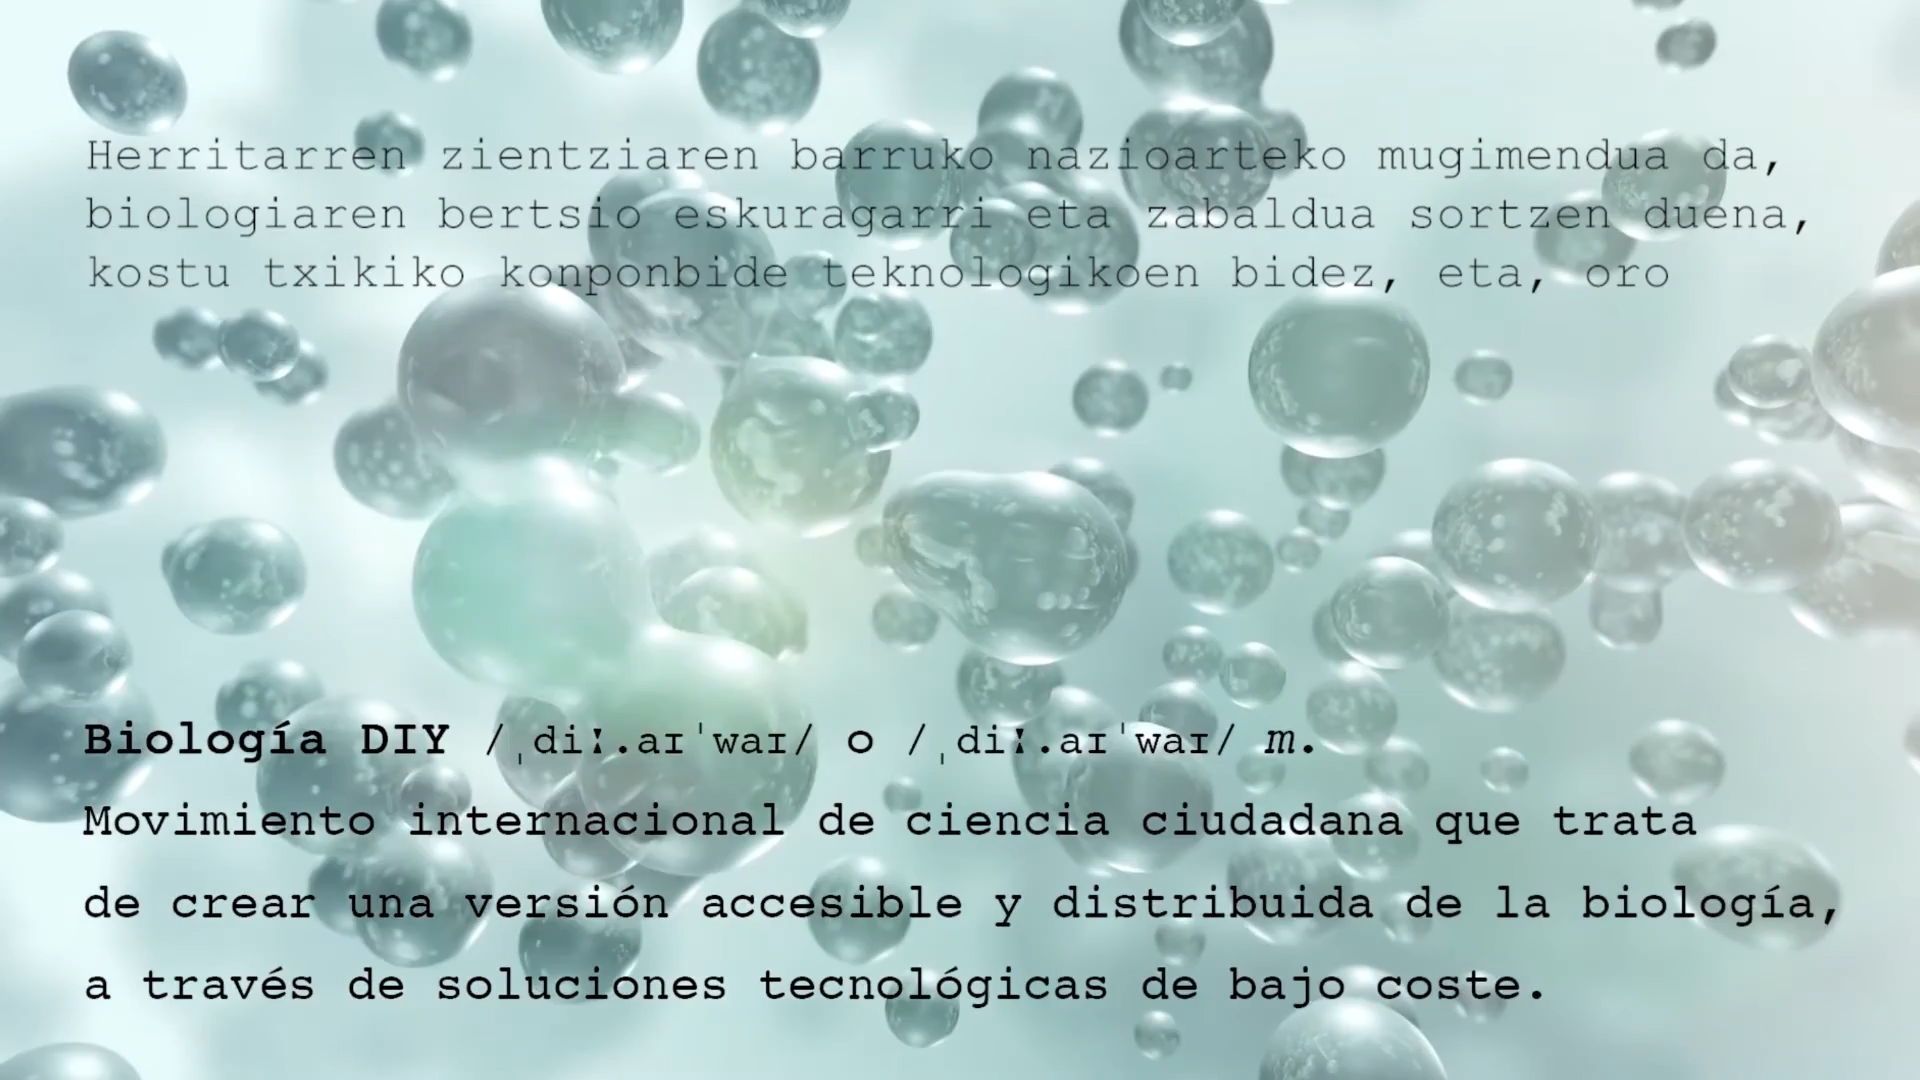 Herritarren zientziaren barruko nazioarteko mugimendua da,
biologiaren bertsio eskuragarri eta zabaldua sortzen duena,
kostu txikiko konponbide teknologikoen bidez, eta, oro
Biología DIY /ˌdiː.aɪˈwaɪ/ o /ˌdiː.aɪˈwaɪ/ m.
Movimiento internacional de ciencia ciudadana que trata
de crear una versión accesible y distribuida de la biología,
a través de soluciones tecnológicas de bajo coste.